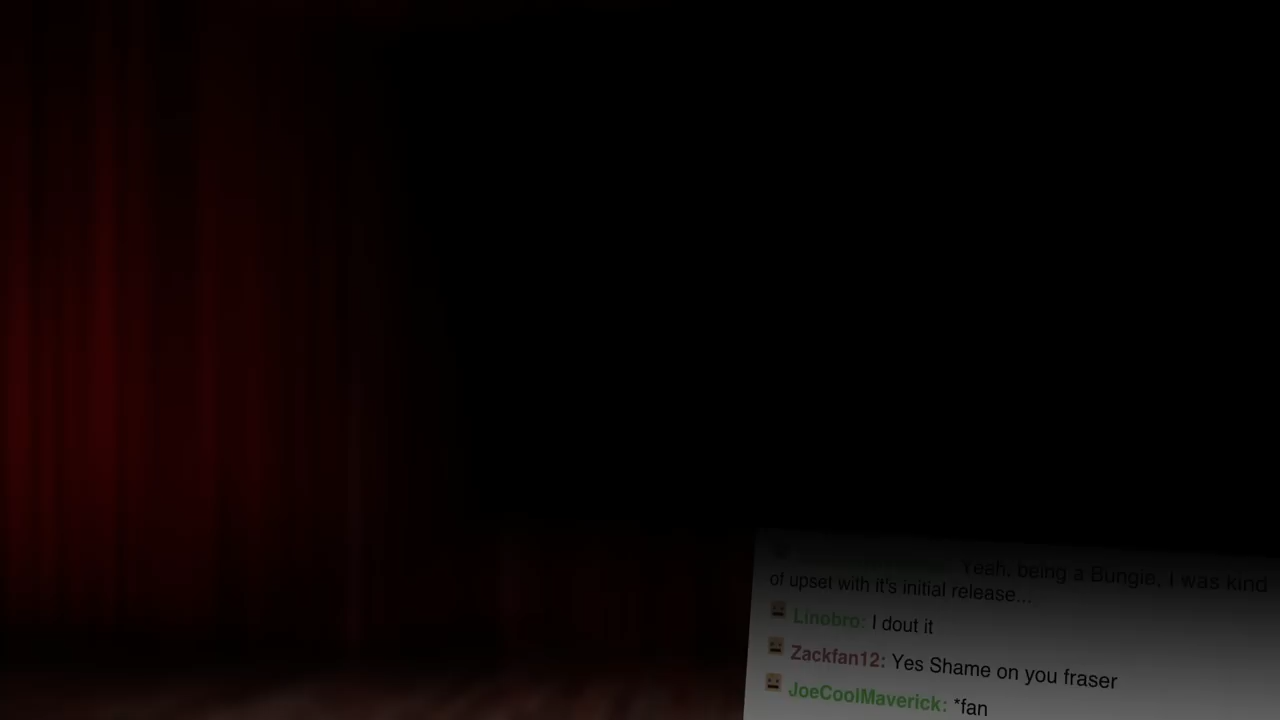 Yeah, being a Bungie, I was kind
of upset with it's initial release...
Linobro: I dout it
Zackfan12: Yes Shame on you fraser
JoeCoolMaverick: *fan